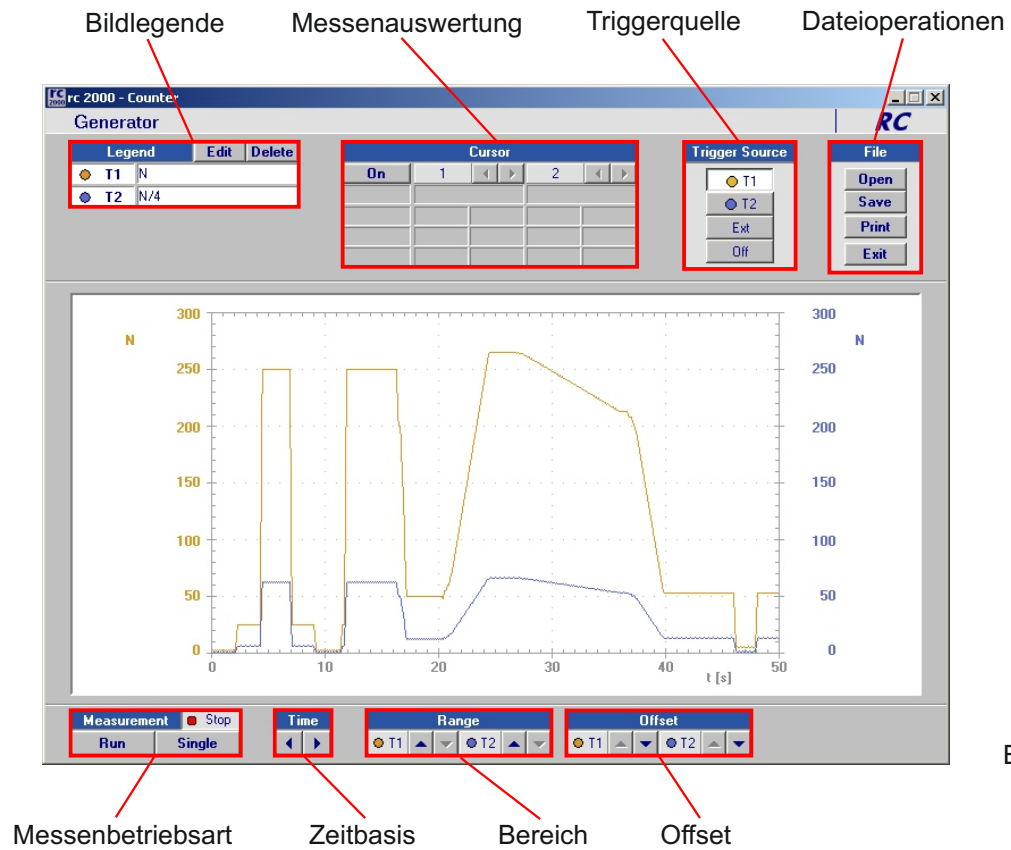 Bildlegende Messenauswertung Triggerquelle Dateioperationen
rc 2000 rc 2000 - Counter
Generator RC
Legend Edit Delete Cursor Trigger Source File
T1 N On 1 2 T1 Open
T2 N/4 T2 Save
Ext Print
Off Exit
300 300
N N
250 250
200 200
150 150
100 100
50 50
0 0
0 10 20 30 40 50
t [s]
Measurement Stop Time Range Offset
Run Single T1 T2 T1 T2
E
Messenbetriebsart Zeitbasis Bereich Offset